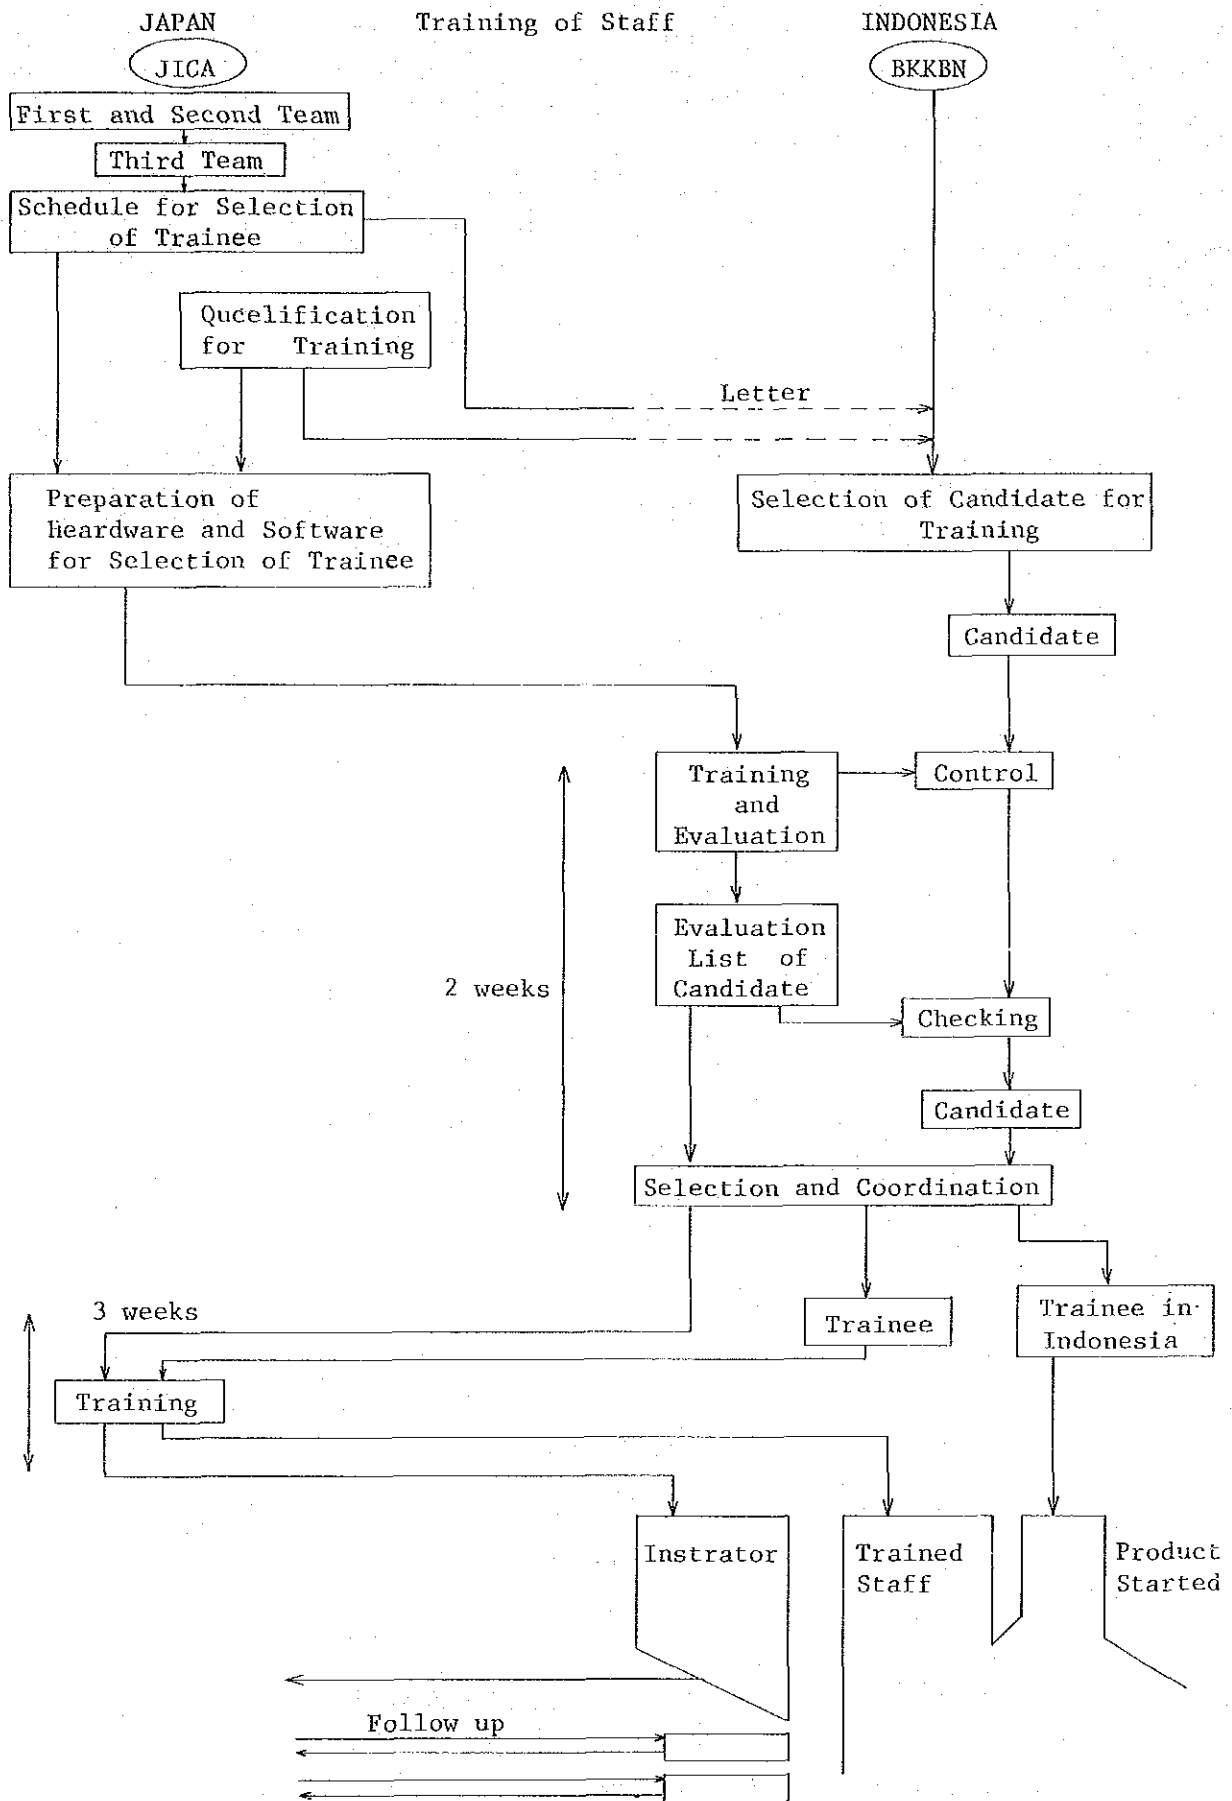 JAPAN Training of Staff INDONESIA
JICA
BKKBN
First and Second Team
Third Team
Schedule for Selection
of Trainee
Qucelification
for Training
Letter
Preparation of
Heardware and Software
for Selection of Trainee
Selection of Candidate for
Training
Candidate
Training
and
Evaluation
Control
Evaluation
List of
Candidate
2 weeks
Checking
Candidate
Selection and Coordination
3 weeks
Trainee
Trainee in
Indonesia
Training
Instrator
Trained
Staff
Product
Started
Follow up